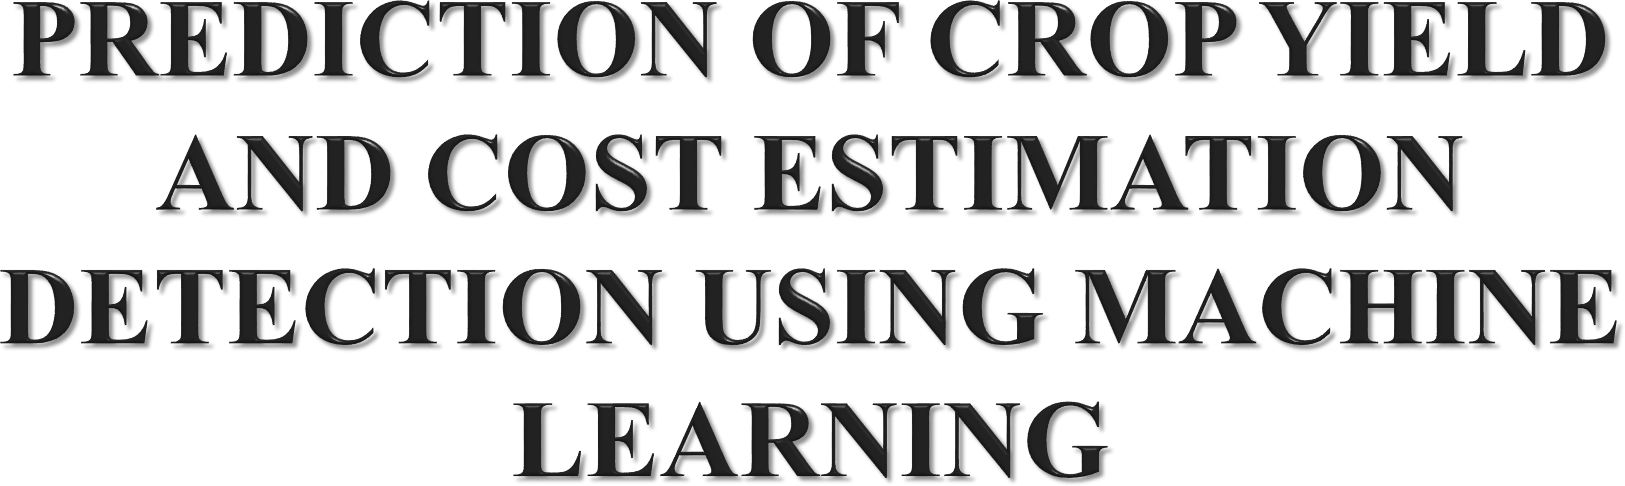 PREDICTION OF CROP YIELD
AND COST ESTIMATION
DETECTION USING MACHINE
LEARNING